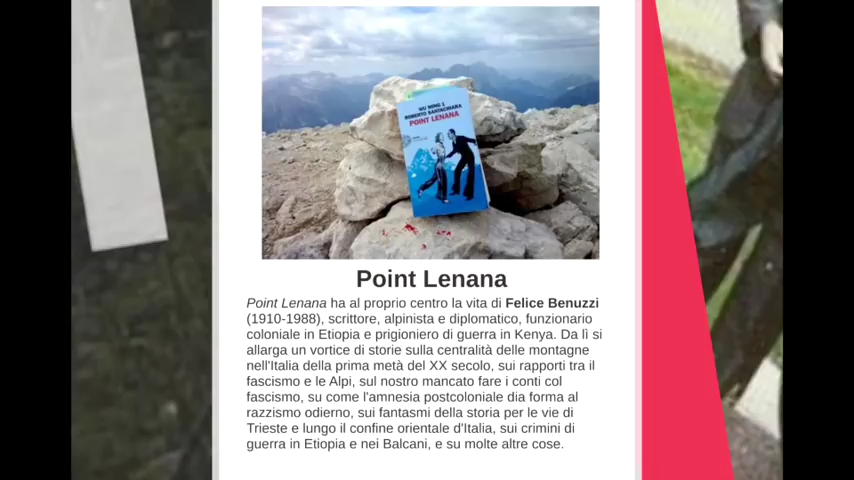 WU MING 1
ROBERTO SANTACHIARA
POINT LENANA
Point Lenana
Point Lenana ha al proprio centro la vita di Felice Benuzzi
(1910-1988), scrittore, alpinista e diplomatico, funzionario
coloniale in Etiopia e prigioniero di guerra in Kenya. Da lì si
allarga un vortice di storie sulla centralità delle montagne
nell'Italia della prima metà del XX secolo, sui rapporti tra il
fascismo e le Alpi, sul nostro mancato fare i conti col
fascismo, su come l'amnesia postcoloniale dia forma al
razzismo odierno, sui fantasmi della storia per le vie di
Trieste e lungo il confine orientale d'Italia, sui crimini di
guerra in Etiopia e nei Balcani, e su molte altre cose.